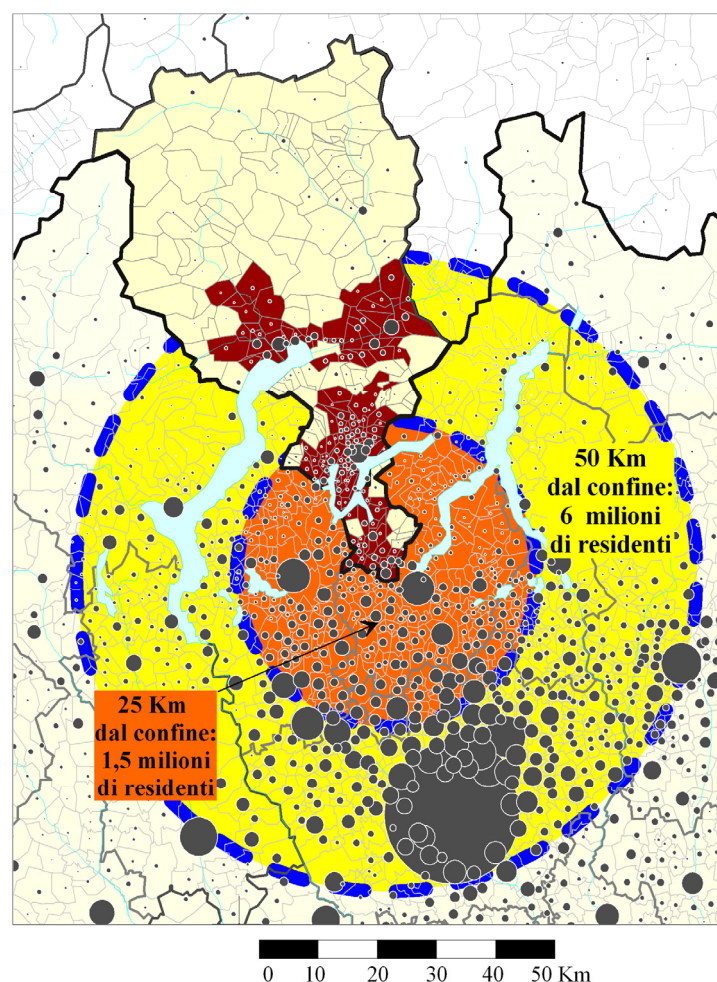 50 Km
dal confine:
6 milioni
di residenti
25 Km
dal confine:
1,5 milioni
di residenti
0 10 20 30 40 50 Km